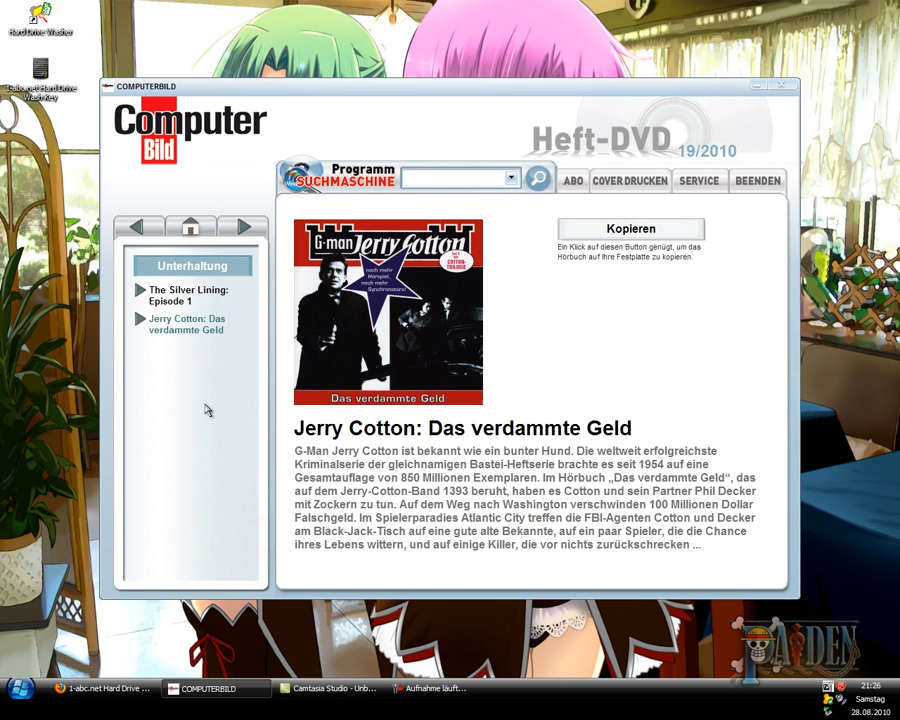 Hard Drive Washer
1-abc.net Hard Drive
Wash Key
COMPUTERBILD
Computer
Bild
Heft-DVD 19/2010
Programm
SUCHMASCHINE
ABO
COVER DRUCKEN
SERVICE
BEENDEN
Unterhaltung
The Silver Lining:
Episode 1
Jerry Cotton: Das
verdammte Geld
G-man Jerry Cotton
noch mehr
Hörspiel,
noch mehr
Synchronstars!
COTTON-
TRILOGIE
Das verdammte Geld
Kopieren
Ein Klick auf diesen Button genügt, um das
Hörbuch auf Ihre Festplatte zu kopieren.
Jerry Cotton: Das verdammte Geld
G-Man Jerry Cotton ist bekannt wie ein bunter Hund. Die weltweit erfolgreichste
Kriminalserie der gleichnamigen Bastei-Heftserie brachte es seit 1954 auf eine
Gesamtauflage von 850 Millionen Exemplaren. Im Hörbuch „Das verdammte Geld“, das
auf dem Jerry-Cotton-Band 1393 beruht, haben es Cotton und sein Partner Phil Decker
mit Zockern zu tun. Auf dem Weg nach Washington verschwinden 100 Millionen Dollar
Falschgeld. Im Spielerparadies Atlantic City treffen die FBI-Agenten Cotton und Decker
am Black-Jack-Tisch auf eine gute alte Bekannte, auf ein paar Spieler, die die Chance
ihres Lebens wittern, und auf einige Killer, die vor nichts zurückschrecken ...
RAIDEN
1-abc.net Hard Drive ...
COMPUTERBILD
Camtasia Studio - Unb...
Aufnahme läuft...
21:26
Samstag
28.08.2010